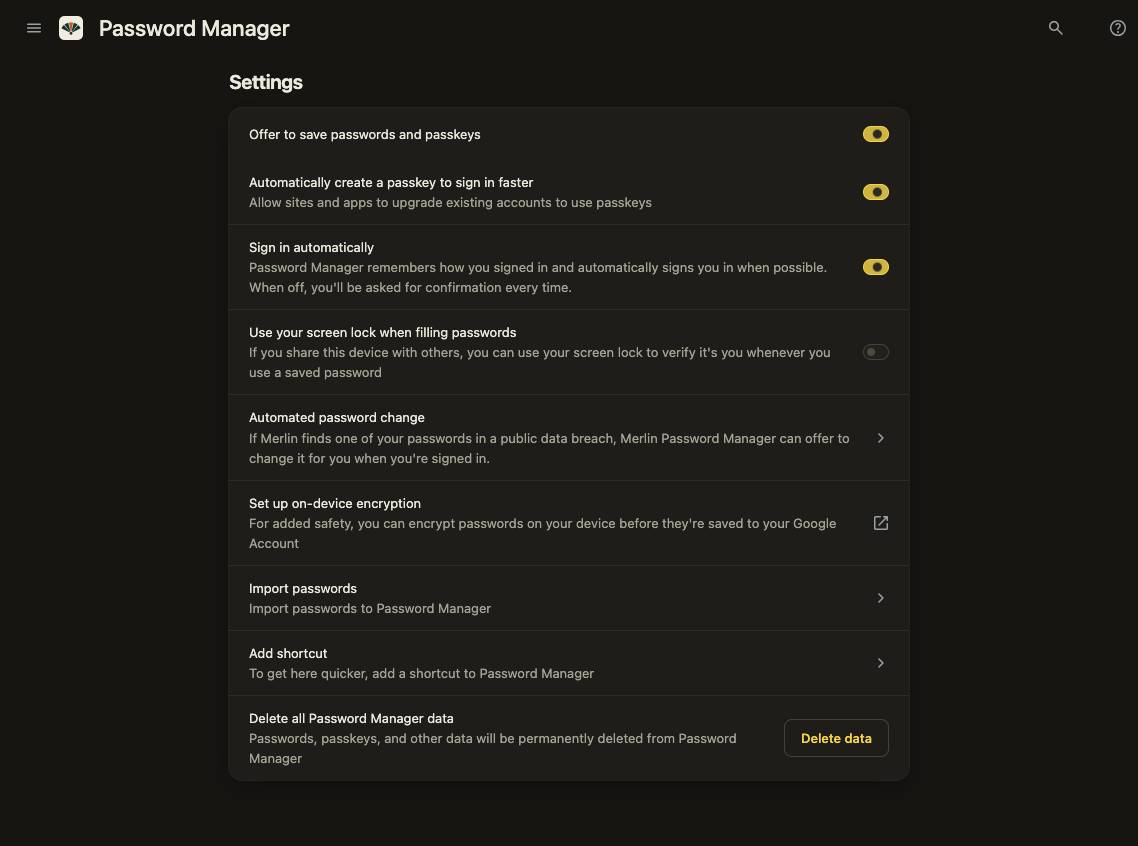 Password Manager
Settings
Offer to save passwords and passkeys
Automatically create a passkey to sign in faster
Allow sites and apps to upgrade existing accounts to use passkeys
Sign in automatically
Password Manager remembers how you signed in and automatically signs you in when possible.
When off, you'll be asked for confirmation every time.
Use your screen lock when filling passwords
If you share this device with others, you can use your screen lock to verify it's you whenever you
use a saved password
Automated password change
If Merlin finds one of your passwords in a public data breach, Merlin Password Manager can offer to
change it for you when you're signed in.
Set up on-device encryption
For added safety, you can encrypt passwords on your device before they're saved to your Google
Account
Import passwords
Import passwords to Password Manager
Add shortcut
To get here quicker, add a shortcut to Password Manager
Delete all Password Manager data
Passwords, passkeys, and other data will be permanently deleted from Password
Manager
Delete data